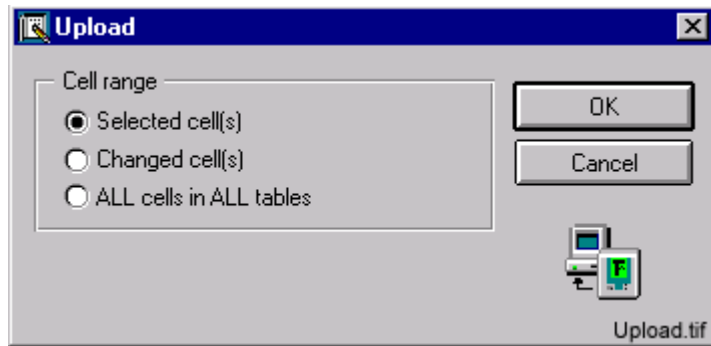 Upload
Cell range
Selected cell(s)
Changed cell(s)
ALL cells in ALL tables
OK
Cancel
F
Upload.tif